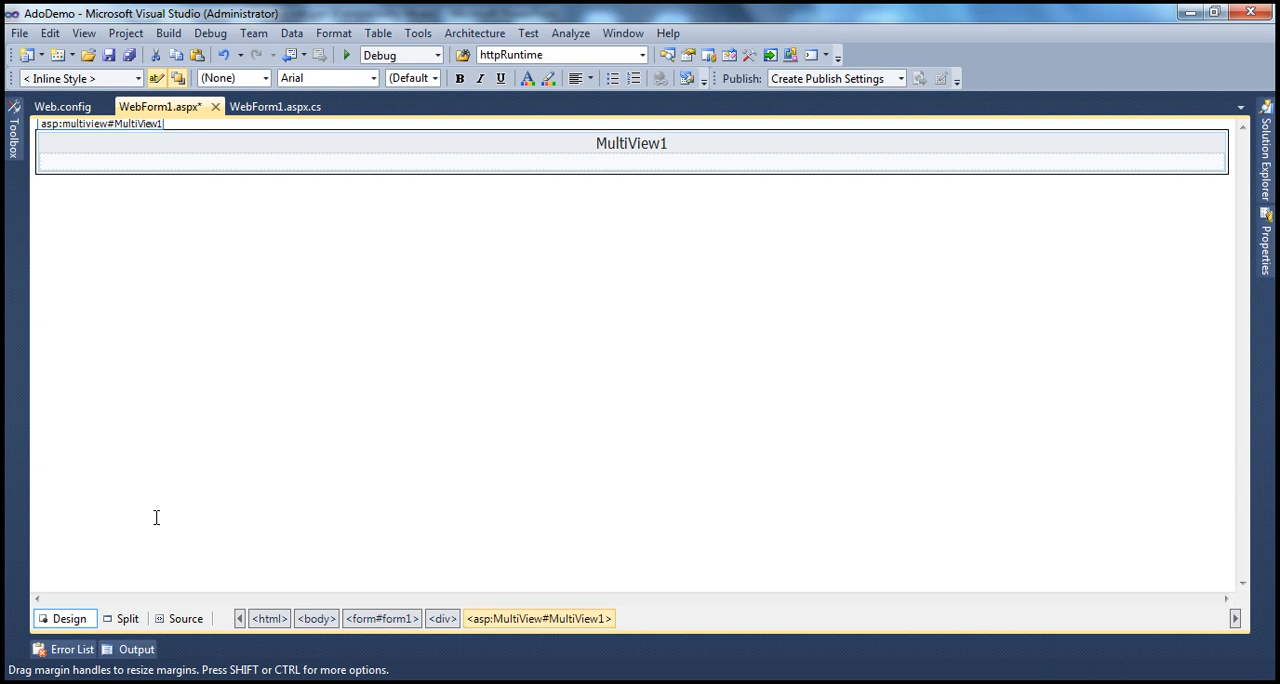 AdoDemo - Microsoft Visual Studio (Administrator)
File Edit View Project Build Debug Team Data Format Table Tools Architecture Test Analyze Window Help
Debug httpRuntime
< Inline Style > (None) Arial (Default B I U A Publish: Create Publish Settings
Web.config WebForm1.aspx* WebForm1.aspx.cs
asp:multiview#MultiView1
MultiView1
Toolbox
Solution Explorer
Properties
Design Split Source <html> <body> <form#form1> <div> <asp:MultiView#MultiView1>
Error List Output
Drag margin handles to resize margins. Press SHIFT or CTRL for more options.